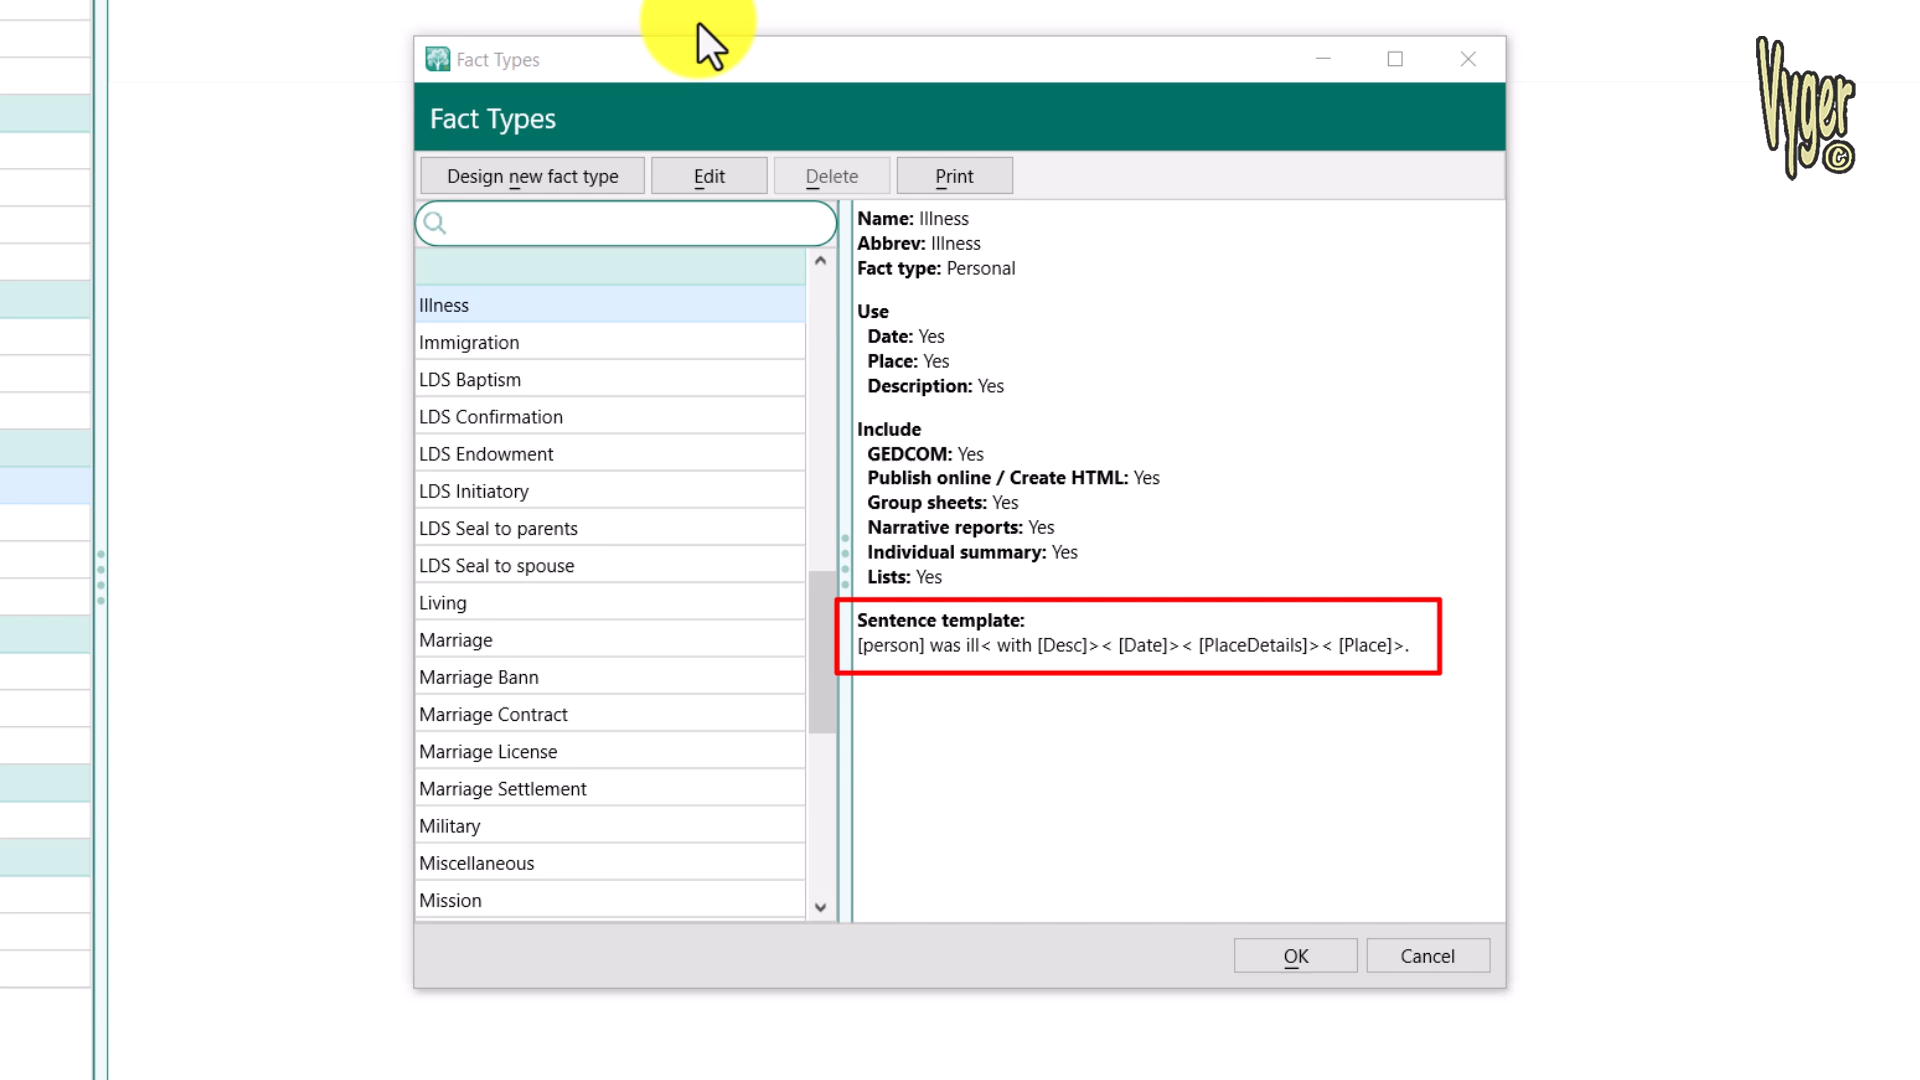 Fact Types
Vyger ©
Fact Types
Design new fact type
Edit
Delete
Print
Illness
Immigration
LDS Baptism
LDS Confirmation
LDS Endowment
LDS Initiatory
LDS Seal to parents
LDS Seal to spouse
Living
Marriage
Marriage Bann
Marriage Contract
Marriage License
Marriage Settlement
Military
Miscellaneous
Mission
Name: Illness
Abbrev: Illness
Fact type: Personal
Use
Date: Yes
Place: Yes
Description: Yes
Include
GEDCOM: Yes
Publish online / Create HTML: Yes
Group sheets: Yes
Narrative reports: Yes
Individual summary: Yes
Lists: Yes
Sentence template:
[person] was ill< with [Desc]>< [Date]>< [PlaceDetails]>< [Place]>.
OK
Cancel